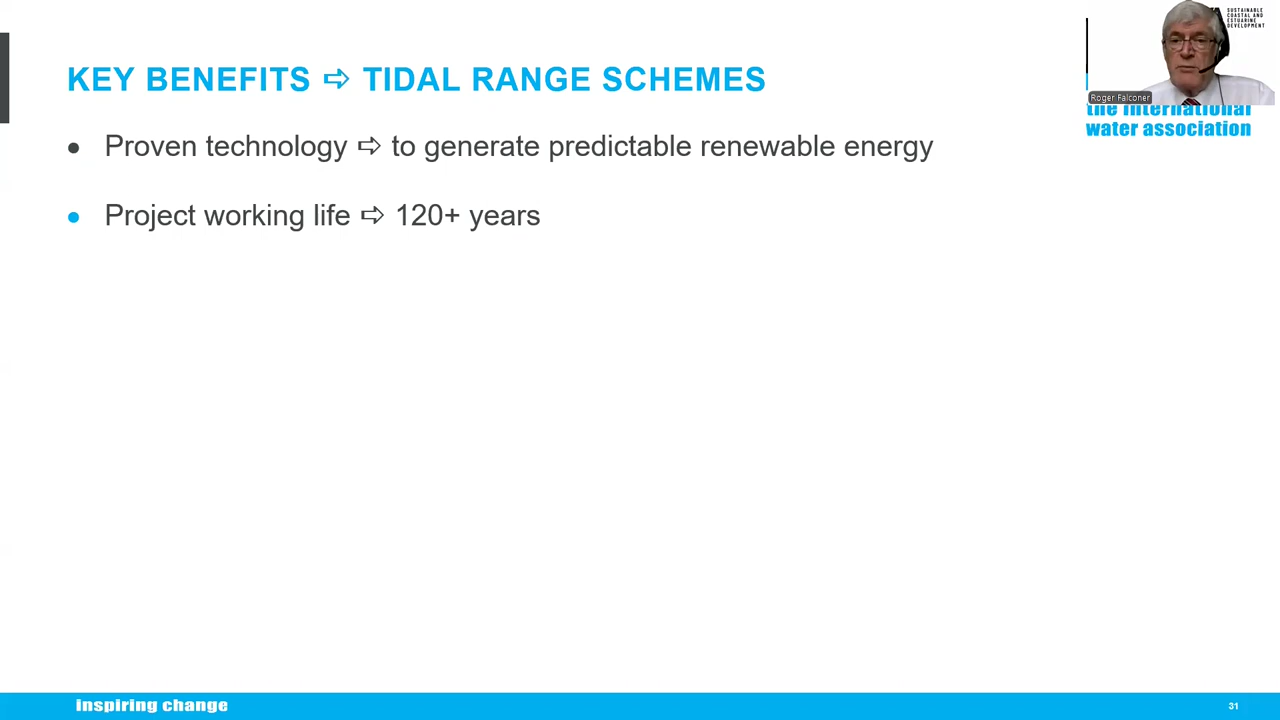 SUSTAINABLE
COASTAL AND
ESTUARINE
DEVELOPMENT
KEY BENEFITS ⇨ TIDAL RANGE SCHEMES
Roger Falconer
the international
water association
● Proven technology ⇨ to generate predictable renewable energy
● Project working life ⇨ 120+ years
inspiring change
31